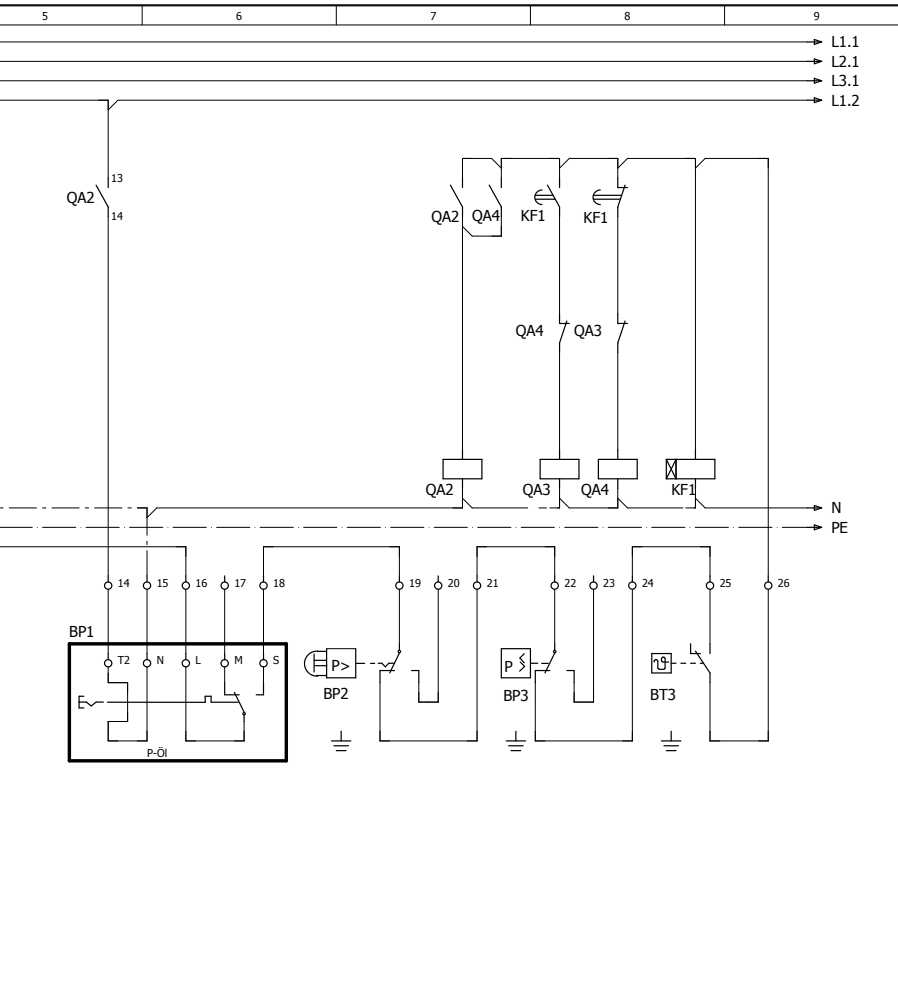 5 6 7 8 9
L1.1
L2.1
L3.1
L1.2
13
QA2
14
QA2 QA4 KF1 KF1
QA4 QA3
QA2 QA3 QA4 KF1
N
PE
14 15 16 17 18 19 20 21 22 23 24 25 26
BP1
T2 N L M S
P> P
BP2 BP3 BT3
P-Öl